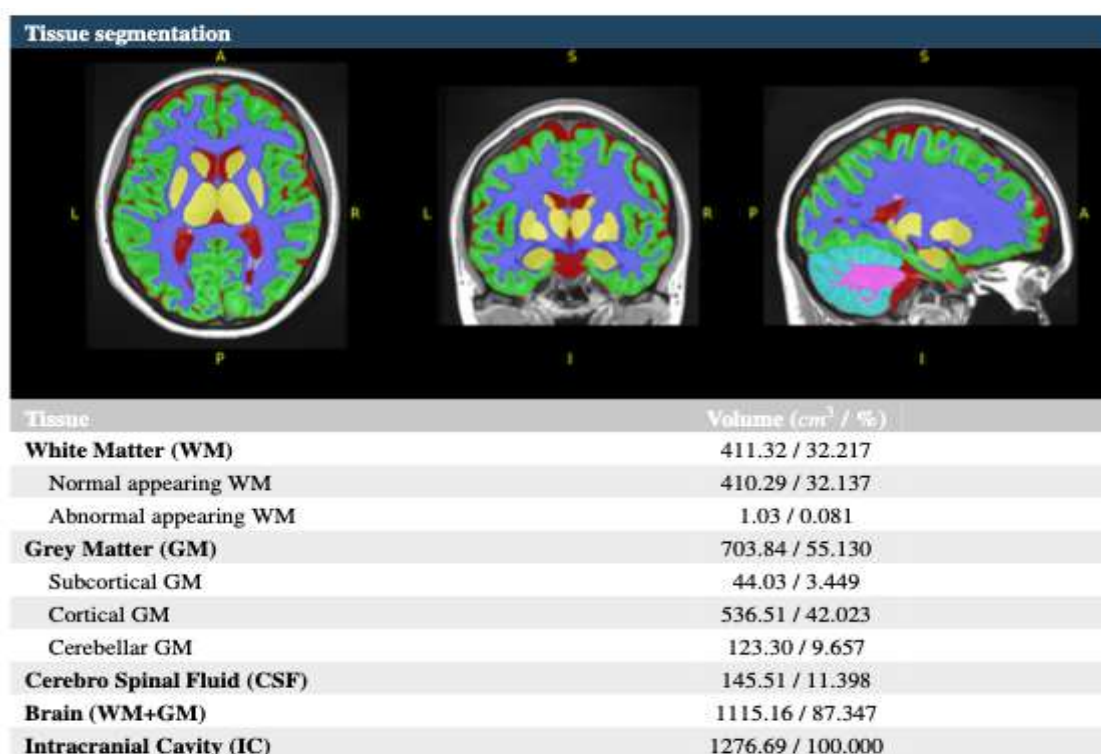 Tissue segmentation
A S S
L R L R P A
P I I
Tissue Volume (cm³ / %)
White Matter (WM) 411.32 / 32.217
Normal appearing WM 410.29 / 32.137
Abnormal appearing WM 1.03 / 0.081
Grey Matter (GM) 703.84 / 55.130
Subcortical GM 44.03 / 3.449
Cortical GM 536.51 / 42.023
Cerebellar GM 123.30 / 9.657
Cerebro Spinal Fluid (CSF) 145.51 / 11.398
Brain (WM+GM) 1115.16 / 87.347
Intracranial Cavity (IC) 1276.69 / 100.000